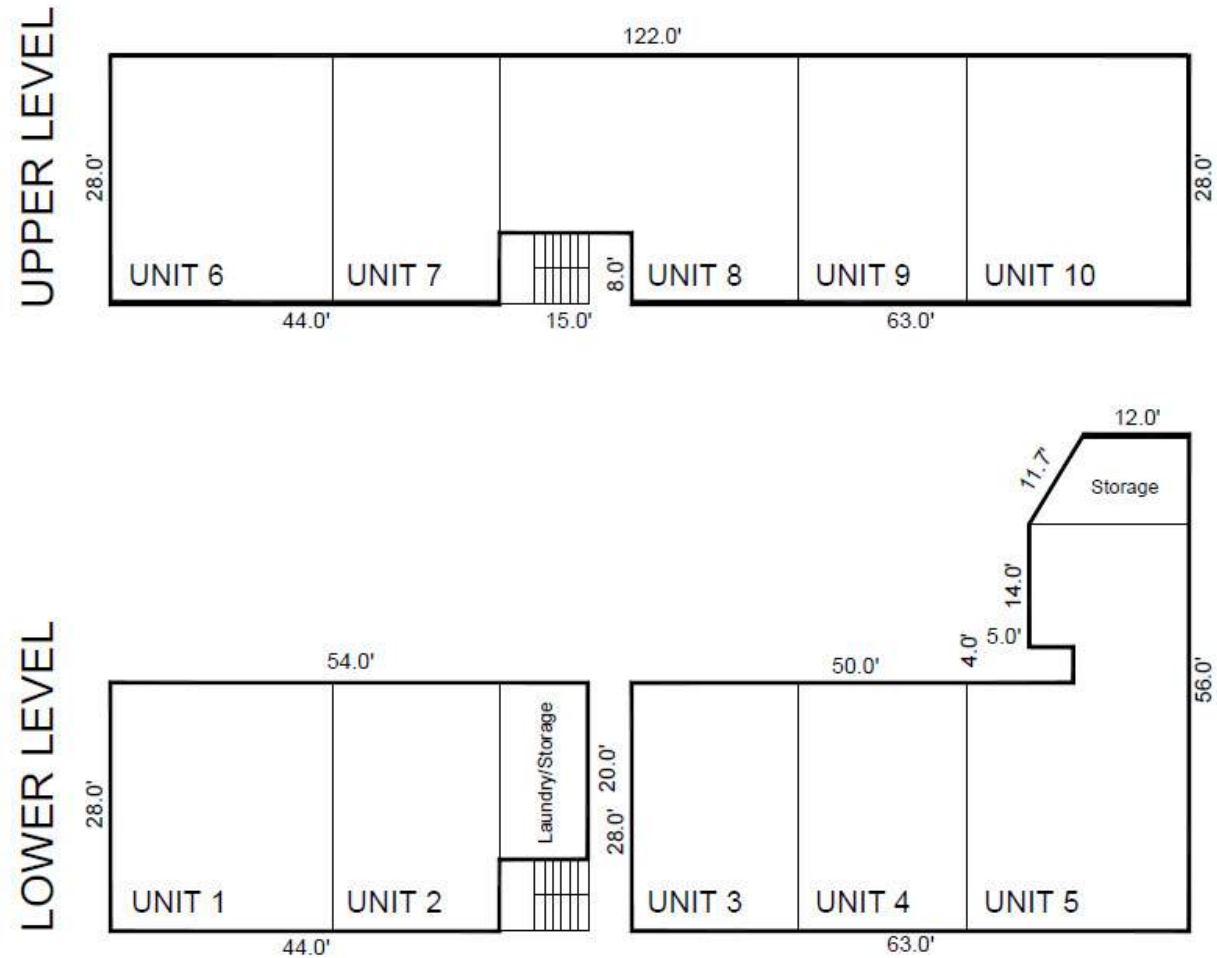 UPPER LEVEL
122.0'
28.0'
28.0'
UNIT 6
UNIT 7
8.0'
UNIT 8
UNIT 9
UNIT 10
44.0'
15.0'
63.0'
LOWER LEVEL
12.0'
11.7'
Storage
14.0'
5.0'
4.0'
54.0'
50.0'
56.0'
28.0'
Laundry/Storage
20.0'
28.0'
UNIT 1
UNIT 2
UNIT 3
UNIT 4
UNIT 5
44.0'
63.0'